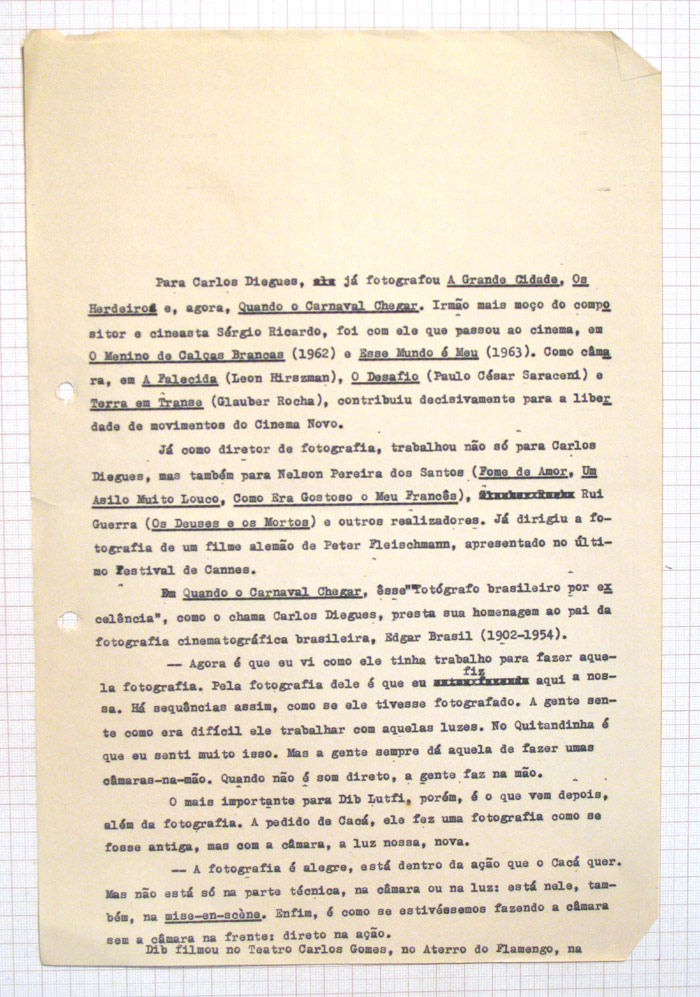 Para Carlos Diegues, já fotografou A Grande Cidade, Os
Herdeiros e, agora, Quando o Carnaval Chegar. Irmão mais moço do compo
sitor e cineasta Sérgio Ricardo, foi com ele que passou ao cinema, em
O Menino de Calças Brancas (1962) e Esse Mundo é Meu (1963). Como câma
ra, em A Falecida (Leon Hirszman), O Desafio (Paulo César Saraceni) e
Terra em Transe (Glauber Rocha), contribuiu decisivamente para a liber
dade de movimentos do Cinema Novo.
Já como diretor de fotografia, trabalhou não só para Carlos
Diegues, mas também para Nelson Pereira dos Santos (Fome de Amor, Um
Asilo Muito Louco, Como Era Gostoso o Meu Francês), Rui
Guerra (Os Deuses e os Mortos) e outros realizadores. Já dirigiu a fo-
tografia de um filme alemão de Peter Fleischmann, apresentado no últi-
mo Festival de Cannes.
Em Quando o Carnaval Chegar, êsse "fotógrafo brasileiro por ex
celência", como o chama Carlos Diegues, presta sua homenagem ao pai da
fotografia cinematográfica brasileira, Edgar Brasil (1902-1954).
— Agora é que eu vi como ele tinha trabalho para fazer aque-
la fotografia. Pela fotografia dele é que eu fiz aqui a nos-
sa. Há sequências assim, como se ele tivesse fotografado. A gente sen-
te como era difícil ele trabalhar com aquelas luzes. No Quitandinha é
que eu senti muito isso. Mas a gente sempre dá aquela de fazer umas
câmaras-na-mão. Quando não é som direto, a gente faz na mão.
O mais importante para Dib Lutfi, porém, é o que vem depois,
além da fotografia. A pedido de Cacá, ele fez uma fotografia como se
fosse antiga, mas com a câmara, a luz nossa, nova.
— A fotografia é alegre, está dentro da ação que o Cacá quer.
Mas não está só na parte técnica, na câmara ou na luz: está nele, tam-
bém, na mise-en-scène. Enfim, é como se estivéssemos fazendo a câmara
sem a câmara na frente: direto na ação.
Dib filmou no Teatro Carlos Gomes, no Aterro do Flamengo, na